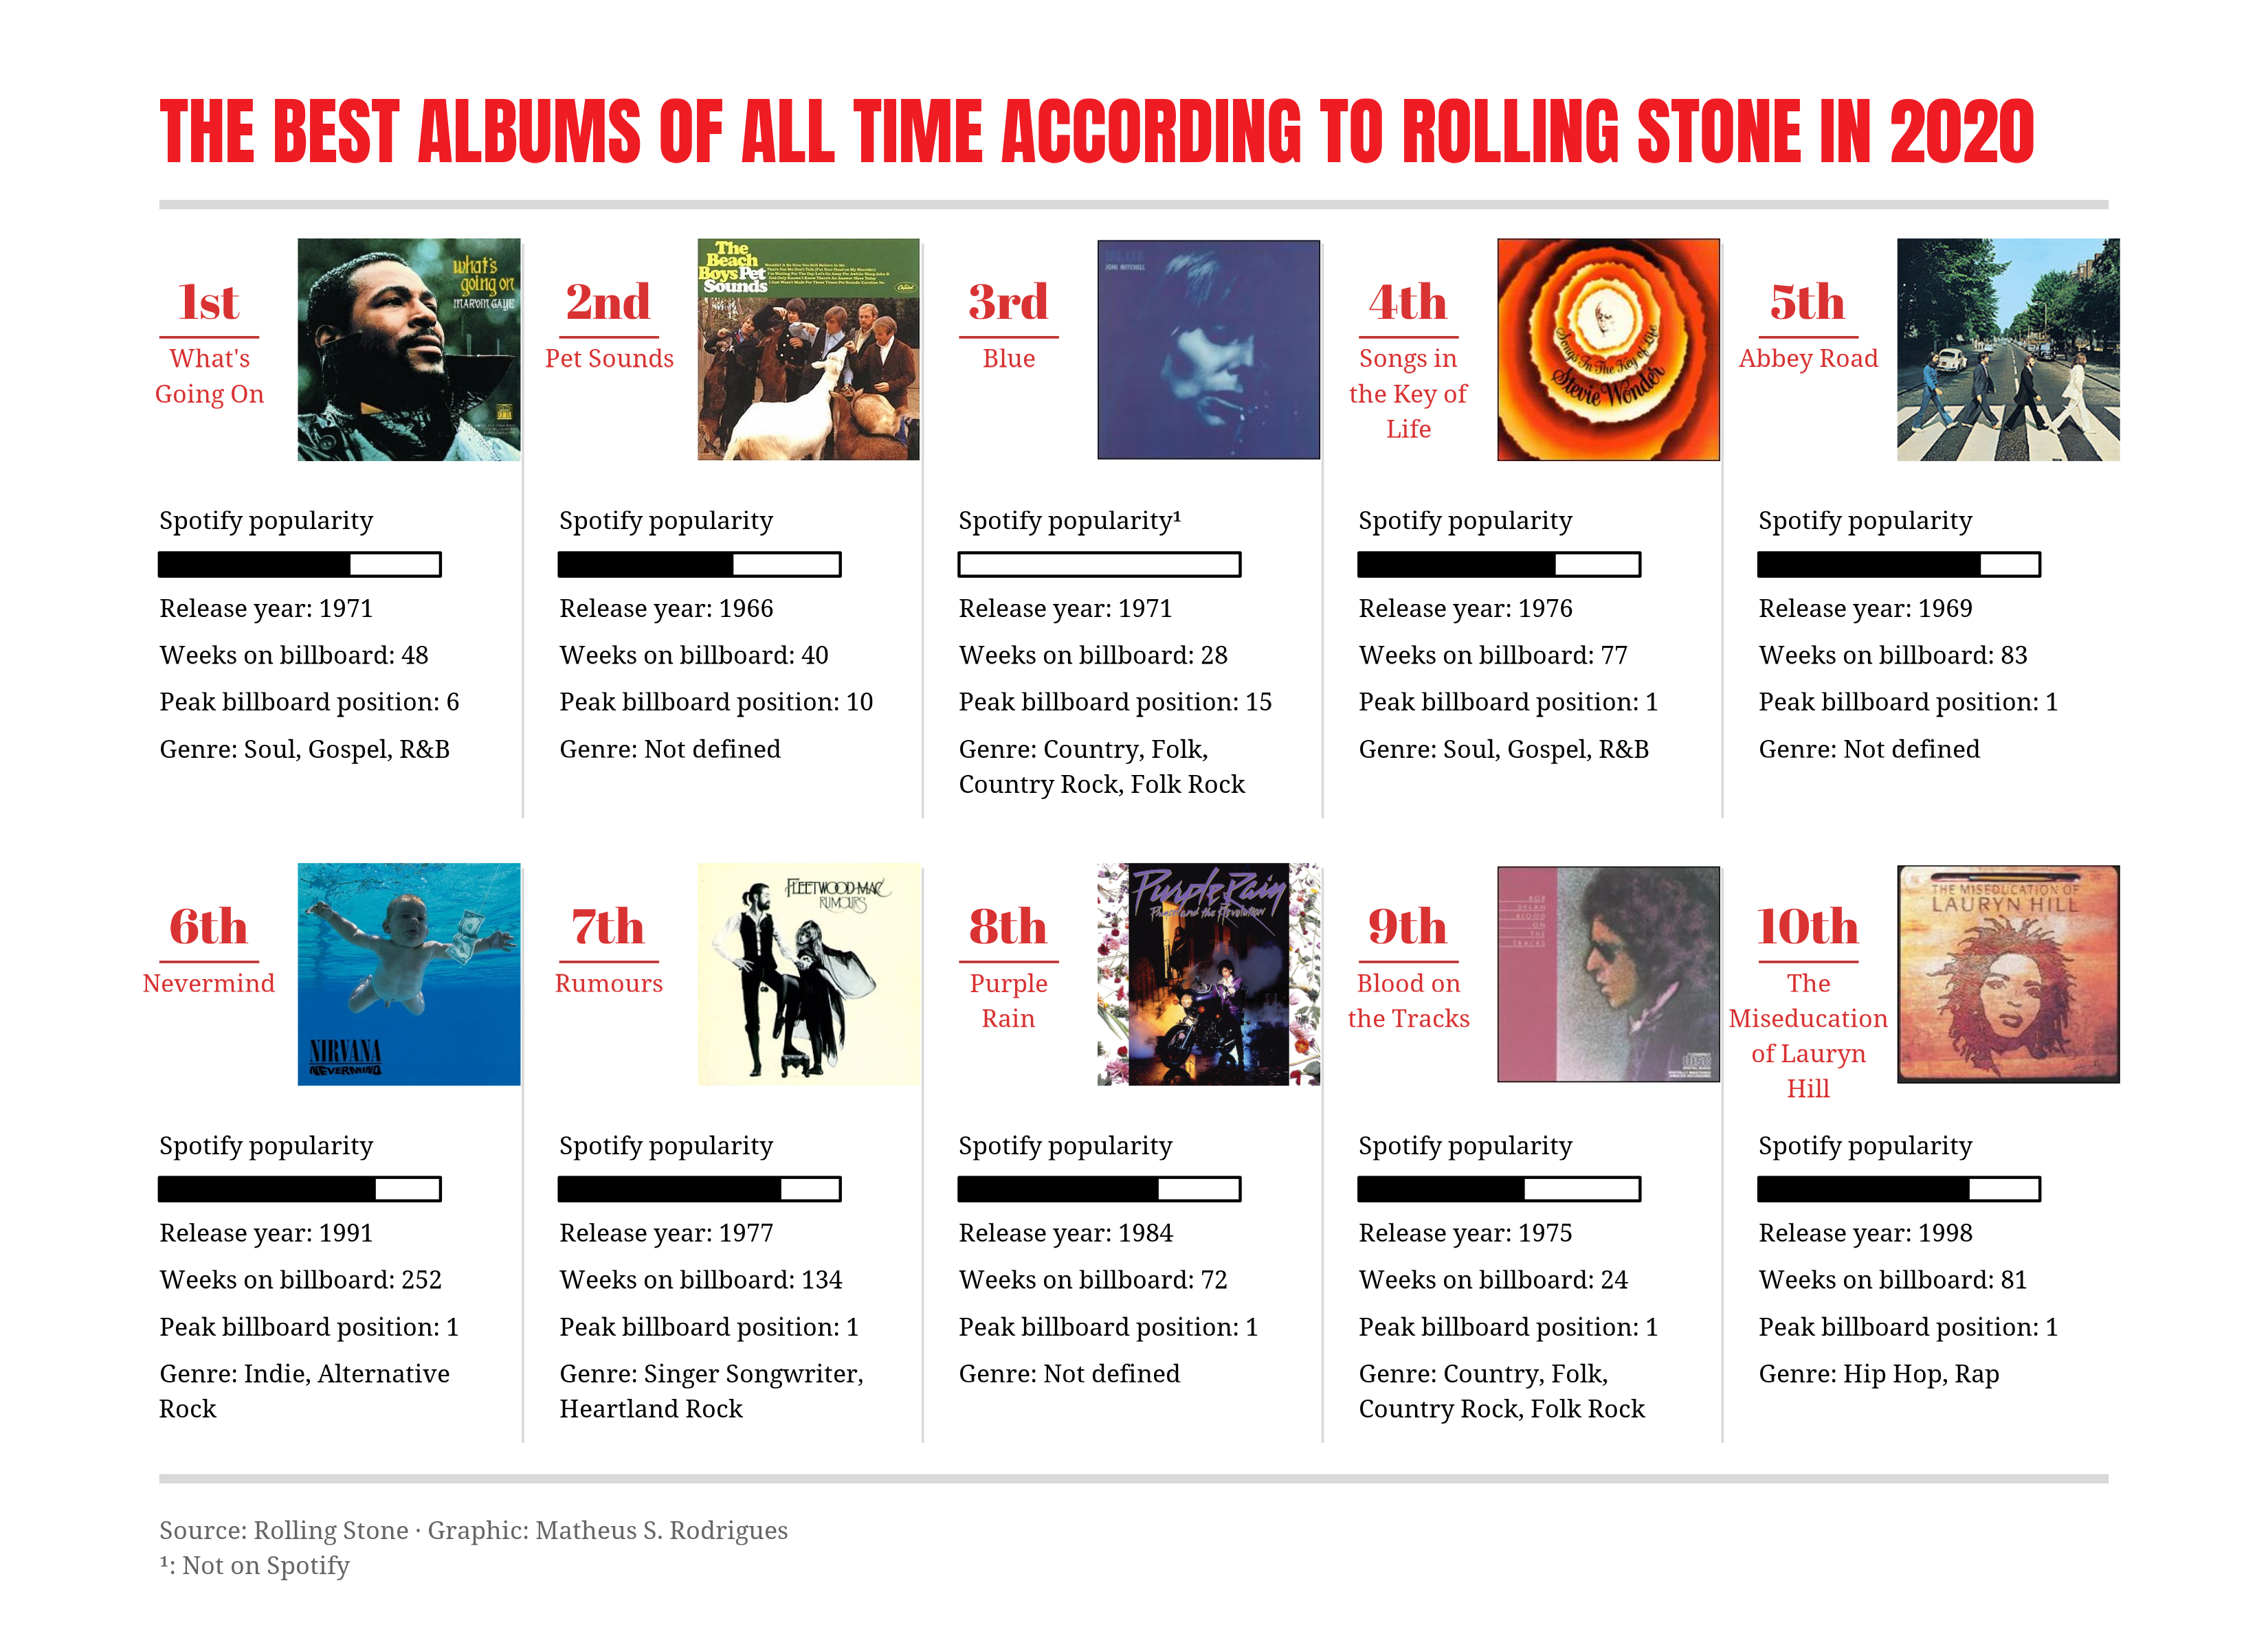 THE BEST ALBUMS OF ALL TIME ACCORDING TO ROLLING STONE IN 2020
1st
What's
Going On
what's
going on
MARVIN GAYE
Spotify popularity
Release year: 1971
Weeks on billboard: 48
Peak billboard position: 6
Genre: Soul, Gospel, R&B
2nd
Pet Sounds
The
Beach
Boys Pet
Sounds
Spotify popularity
Release year: 1966
Weeks on billboard: 40
Peak billboard position: 10
Genre: Not defined
3rd
Blue
BLUE
JONI MITCHELL
Spotify popularity¹
Release year: 1971
Weeks on billboard: 28
Peak billboard position: 15
Genre: Country, Folk,
Country Rock, Folk Rock
4th
Songs in
the Key of
Life
Songs In The Key of Life
Stevie Wonder
Spotify popularity
Release year: 1976
Weeks on billboard: 77
Peak billboard position: 1
Genre: Soul, Gospel, R&B
5th
Abbey Road
Spotify popularity
Release year: 1969
Weeks on billboard: 83
Peak billboard position: 1
Genre: Not defined
6th
Nevermind
NIRVANA
NEVERMIND
Spotify popularity
Release year: 1991
Weeks on billboard: 252
Peak billboard position: 1
Genre: Indie, Alternative
Rock
7th
Rumours
FLEETWOOD MAC
RUMOURS
Spotify popularity
Release year: 1977
Weeks on billboard: 134
Peak billboard position: 1
Genre: Singer Songwriter,
Heartland Rock
8th
Purple
Rain
Purple Rain
Prince and the Revolution
Spotify popularity
Release year: 1984
Weeks on billboard: 72
Peak billboard position: 1
Genre: Not defined
9th
Blood on
the Tracks
BOB
DYLAN
BLOOD
ON
THE
TRACKS
Spotify popularity
Release year: 1975
Weeks on billboard: 24
Peak billboard position: 1
Genre: Country, Folk,
Country Rock, Folk Rock
10th
The
Miseducation
of Lauryn
Hill
THE MISEDUCATION OF
LAURYN HILL
Spotify popularity
Release year: 1998
Weeks on billboard: 81
Peak billboard position: 1
Genre: Hip Hop, Rap
Source: Rolling Stone · Graphic: Matheus S. Rodrigues
¹: Not on Spotify